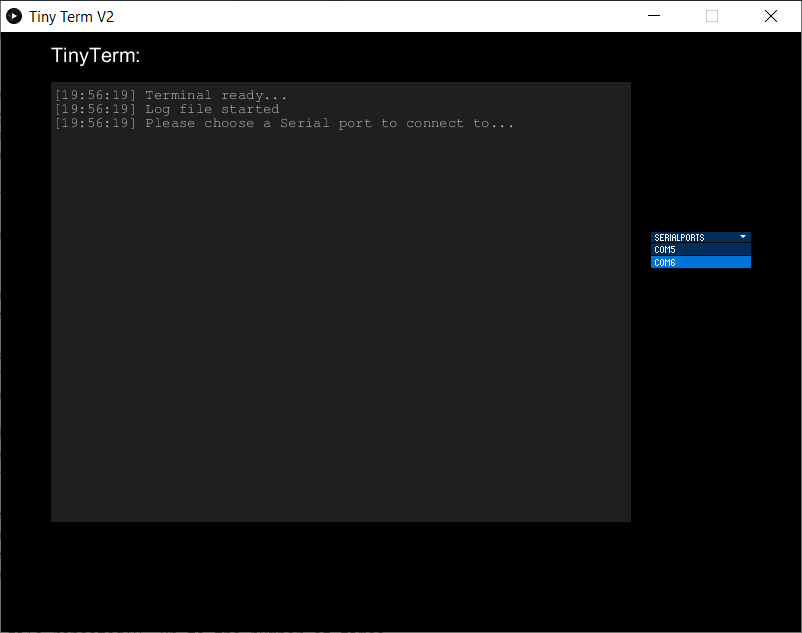 Tiny Term V2
TinyTerm:
[19:56:19] Terminal ready...
[19:56:19] Log file started
[19:56:19] Please choose a Serial port to connect to...
SERIALPORTS
COM5
COM6